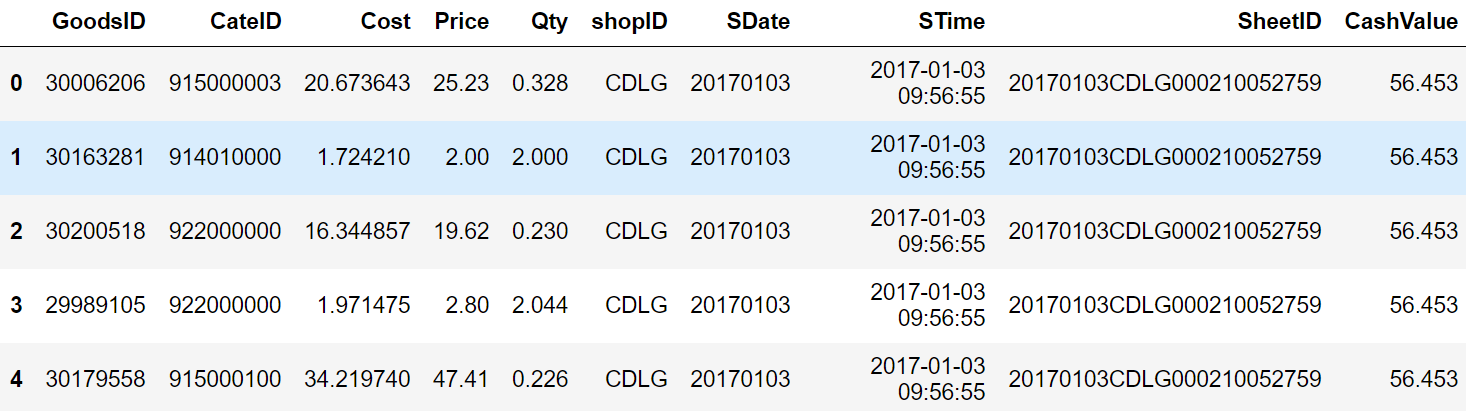 GoodsID CateID Cost Price Qty shopID SDate STime SheetID CashValue
0 30006206 915000003 20.673643 25.23 0.328 CDLG 20170103 2017-01-03 09:56:55 20170103CDLG000210052759 56.453
1 30163281 914010000 1.724210 2.00 2.000 CDLG 20170103 2017-01-03 09:56:55 20170103CDLG000210052759 56.453
2 30200518 922000000 16.344857 19.62 0.230 CDLG 20170103 2017-01-03 09:56:55 20170103CDLG000210052759 56.453
3 29989105 922000000 1.971475 2.80 2.044 CDLG 20170103 2017-01-03 09:56:55 20170103CDLG000210052759 56.453
4 30179558 915000100 34.219740 47.41 0.226 CDLG 20170103 2017-01-03 09:56:55 20170103CDLG000210052759 56.453